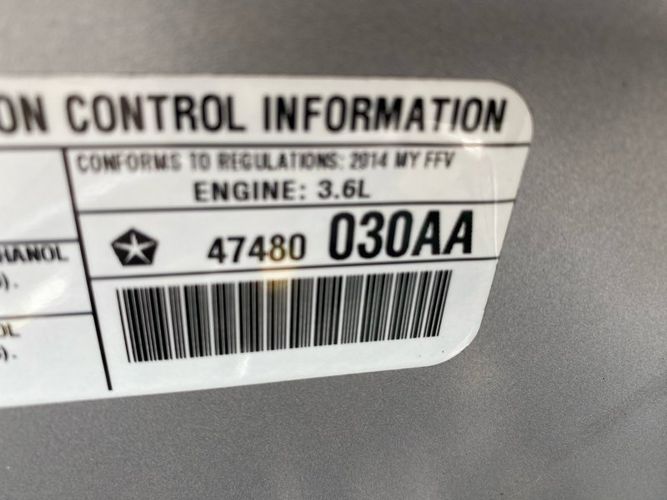 ON CONTROL INFORMATION
CONFORMS TO REGULATIONS: 2014 MY FFV
ENGINE: 3.6L
47480 030AA
HANOL
).
OL
).